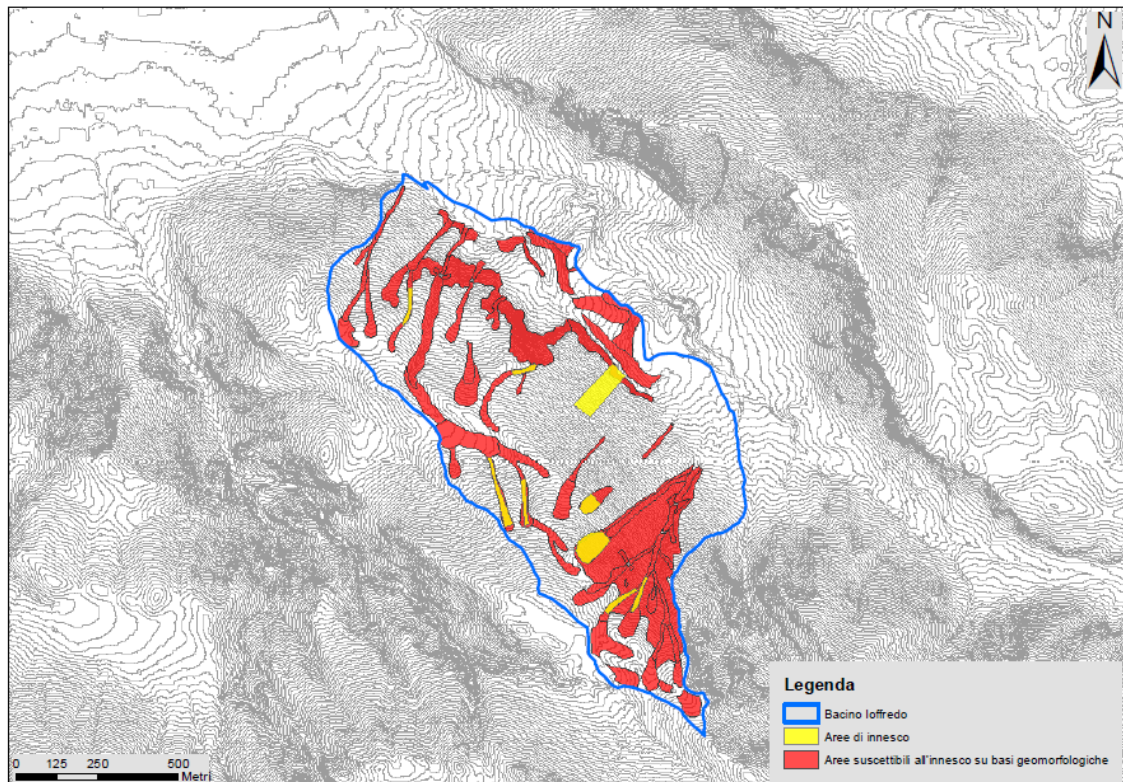 N
Legenda
Bacino Ioffredo
Aree di innesco
Aree suscettibili all'innesco su basi geomorfologiche
0 125 250 500
Metri